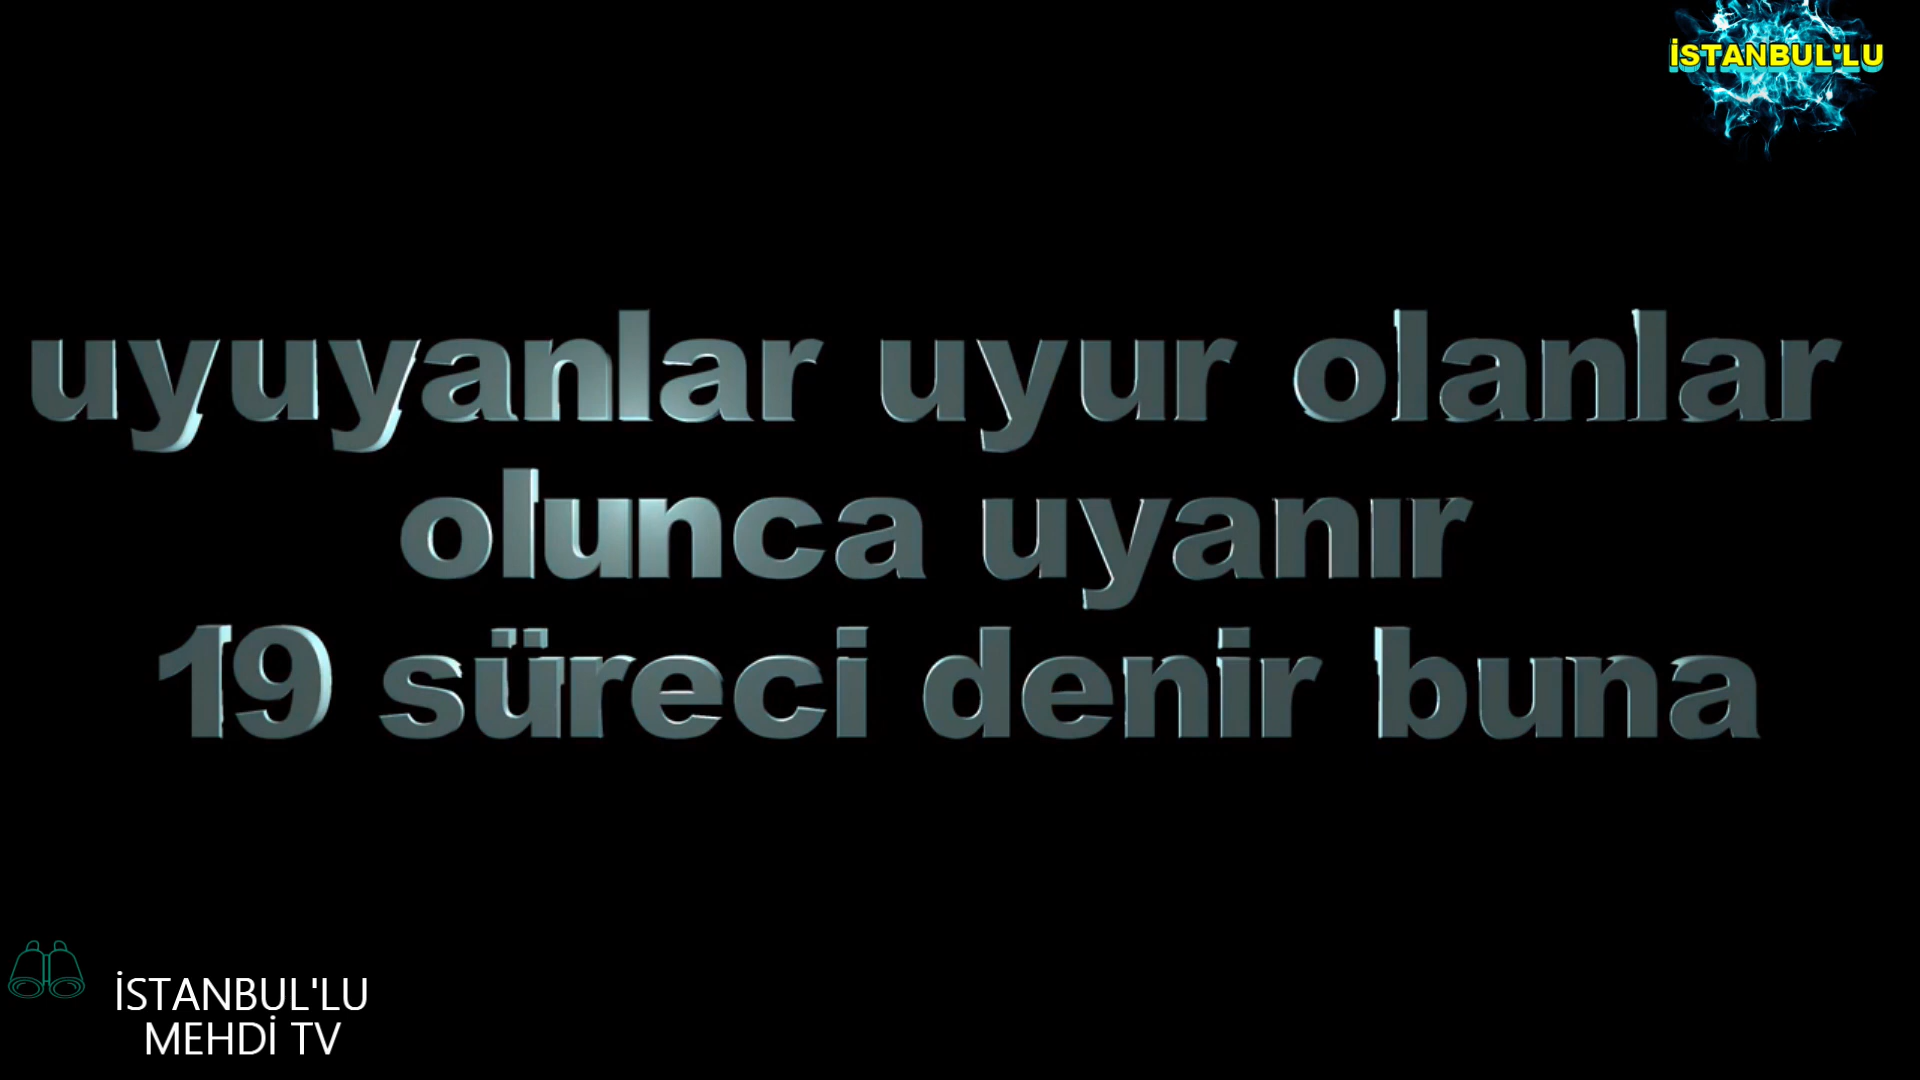 İSTANBUL'LU
uyuyanlar uyur olanlar
olunca uyanır
19 süreci denir buna
İSTANBUL'LU
MEHDİ TV